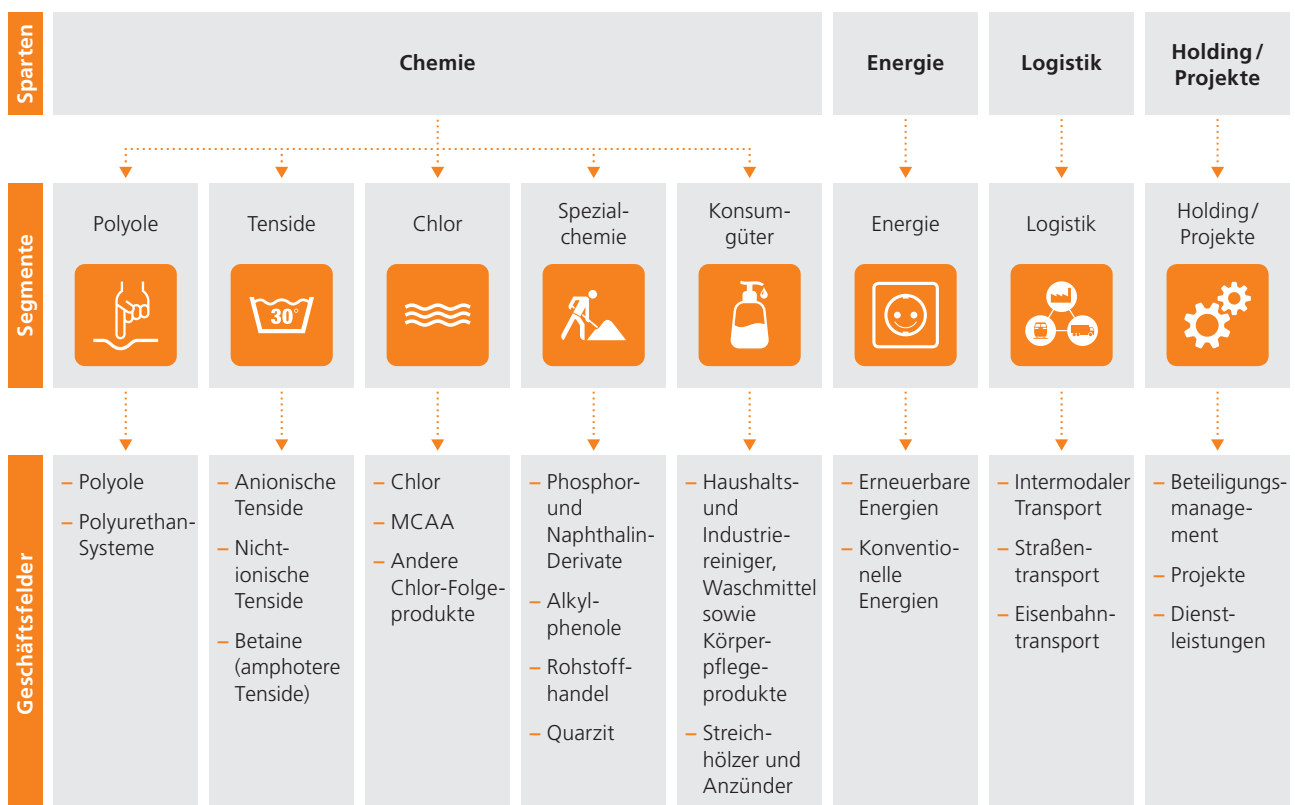 Sparten
Chemie
Energie
Logistik
Holding /
Projekte
Segmente
Polyole
Tenside
Chlor
Spezial-
chemie
Konsum-
güter
Energie
Logistik
Holding/
Projekte
30°
Geschäftsfelder
– Polyole
– Polyurethan-
Systeme
– Anionische
Tenside
– Nicht-
ionische
Tenside
– Betaine
(amphotere
Tenside)
– Chlor
– MCAA
– Andere
Chlor-Folge-
produkte
– Phosphor-
und
Naphthalin-
Derivate
– Alkyl-
phenole
– Rohstoff-
handel
– Quarzit
– Haushalts-
und
Industrie-
reiniger,
Waschmittel
sowie
Körper-
pflege-
produkte
– Streich-
hölzer und
Anzünder
– Erneuerbare
Energien
– Konventio-
nelle
Energien
– Intermodaler
Transport
– Straßen-
transport
– Eisenbahn-
transport
– Beteiligungs-
manage-
ment
– Projekte
– Dienst-
leistungen